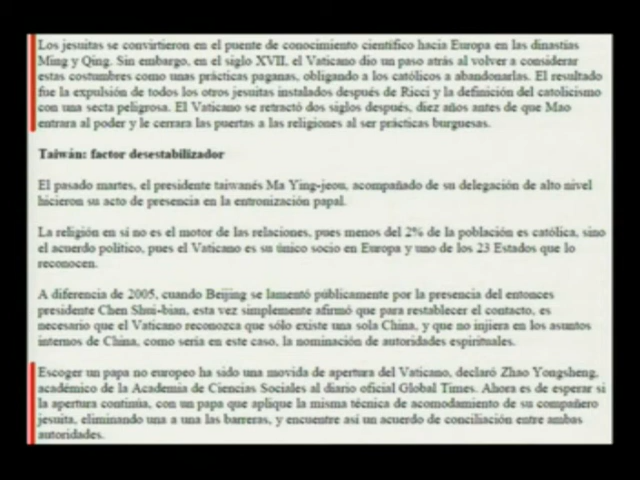 Los jesuitas se convirtieron en el puente de conocimiento científico hacia Europa en las dinastías
Ming y Qing. Sin embargo, en el siglo XVII, el Vaticano dio un paso atrás al volver a considerar
estas costumbres como unas prácticas paganas, obligando a los católicos a abandonarlas. El resultado
fue la expulsión de todos los otros jesuitas instalados después de Ricci y la definición del catolicismo
con una secta peligrosa. El Vaticano se retractó dos siglos después, diez años antes de que Mao
entrara al poder y le cerrara las puertas a las religiones al ser prácticas burguesas.
Taiwán: factor desestabilizador
El pasado martes, el presidente taiwanés Ma Ying-jeou, acompañado de su delegación de alto nivel
hicieron su acto de presencia en la entronización papal.
La religión en sí no es el motor de las relaciones, pues menos del 2% de la población es católica, sino
el acuerdo político, pues el Vaticano es su único socio en Europa y uno de los 23 Estados que lo
reconocen.
A diferencia de 2005, cuando Beijing se lamentó públicamente por la presencia del entonces
presidente Chen Shui-bian, esta vez simplemente afirmó que para restablecer el contacto, es
necesario que el Vaticano reconozca que sólo existe una sola China, y que no injiera en los asuntos
internos de China, como sería en este caso, la nominación de autoridades espirituales.
Escoger un papa no europeo ha sido una movida de apertura del Vaticano, declaró Zhao Yongsheng,
académico de la Academia de Ciencias Sociales al diario oficial Global Times. Ahora es de esperar si
la apertura continúa, con un papa que aplique la misma técnica de acomodamiento de su compañero
jesuita, eliminando una a una las barreras, y encuentre así un acuerdo de conciliación entre ambas
autoridades.